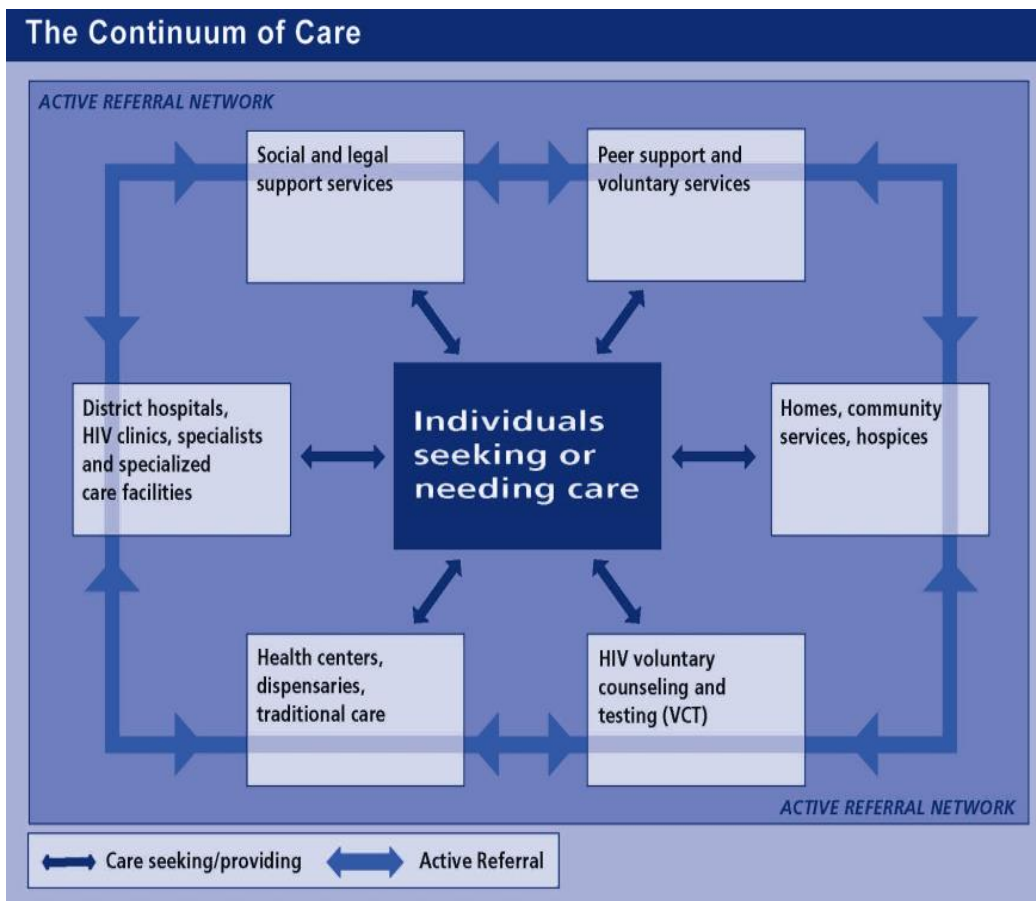 The Continuum of Care
ACTIVE REFERRAL NETWORK
Social and legal
support services
Peer support and
voluntary services
District hospitals,
HIV clinics, specialists
and specialized
care facilities
Individuals
seeking or
needing care
Homes, community
services, hospices
Health centers,
dispensaries,
traditional care
HIV voluntary
counseling and
testing (VCT)
ACTIVE REFERRAL NETWORK
Care seeking/providing
Active Referral